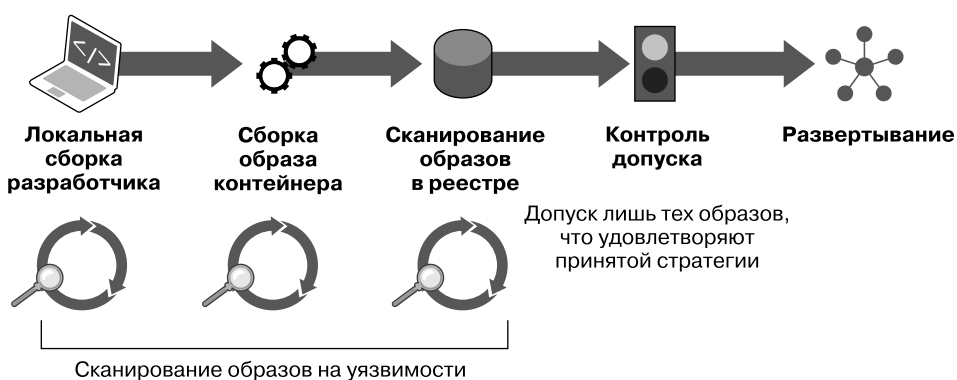 </>
Локальная
сборка
разработчика
Сборка
образа
контейнера
Сканирование
образов
в реестре
Контроль
допуска
Развертывание
Допуск лишь тех образов,
что удовлетворяют
принятой стратегии
Сканирование образов на уязвимости